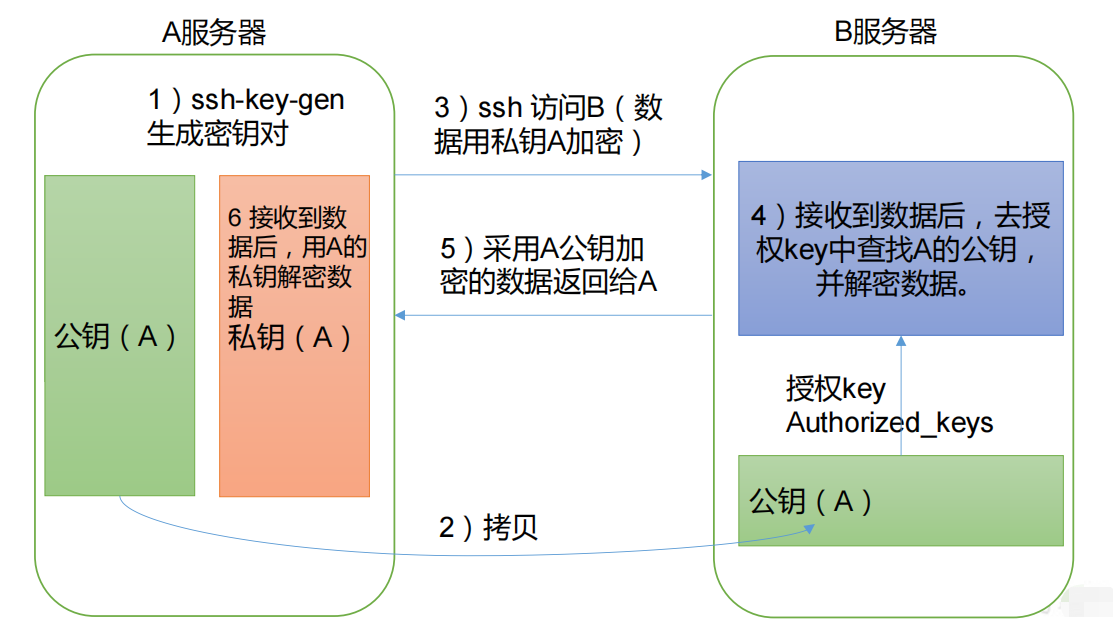 A服务器
B服务器
1）ssh-key-gen
生成密钥对
3）ssh 访问B（数
据用私钥A加密）
公钥（A）
6 接收到数
据后，用A的
私钥解密数
据
私钥（A）
5）采用A公钥加
密的数据返回给A
4）接收到数据后，去授
权key中查找A的公钥，
并解密数据。
授权key
Authorized_keys
公钥（A）
2）拷贝